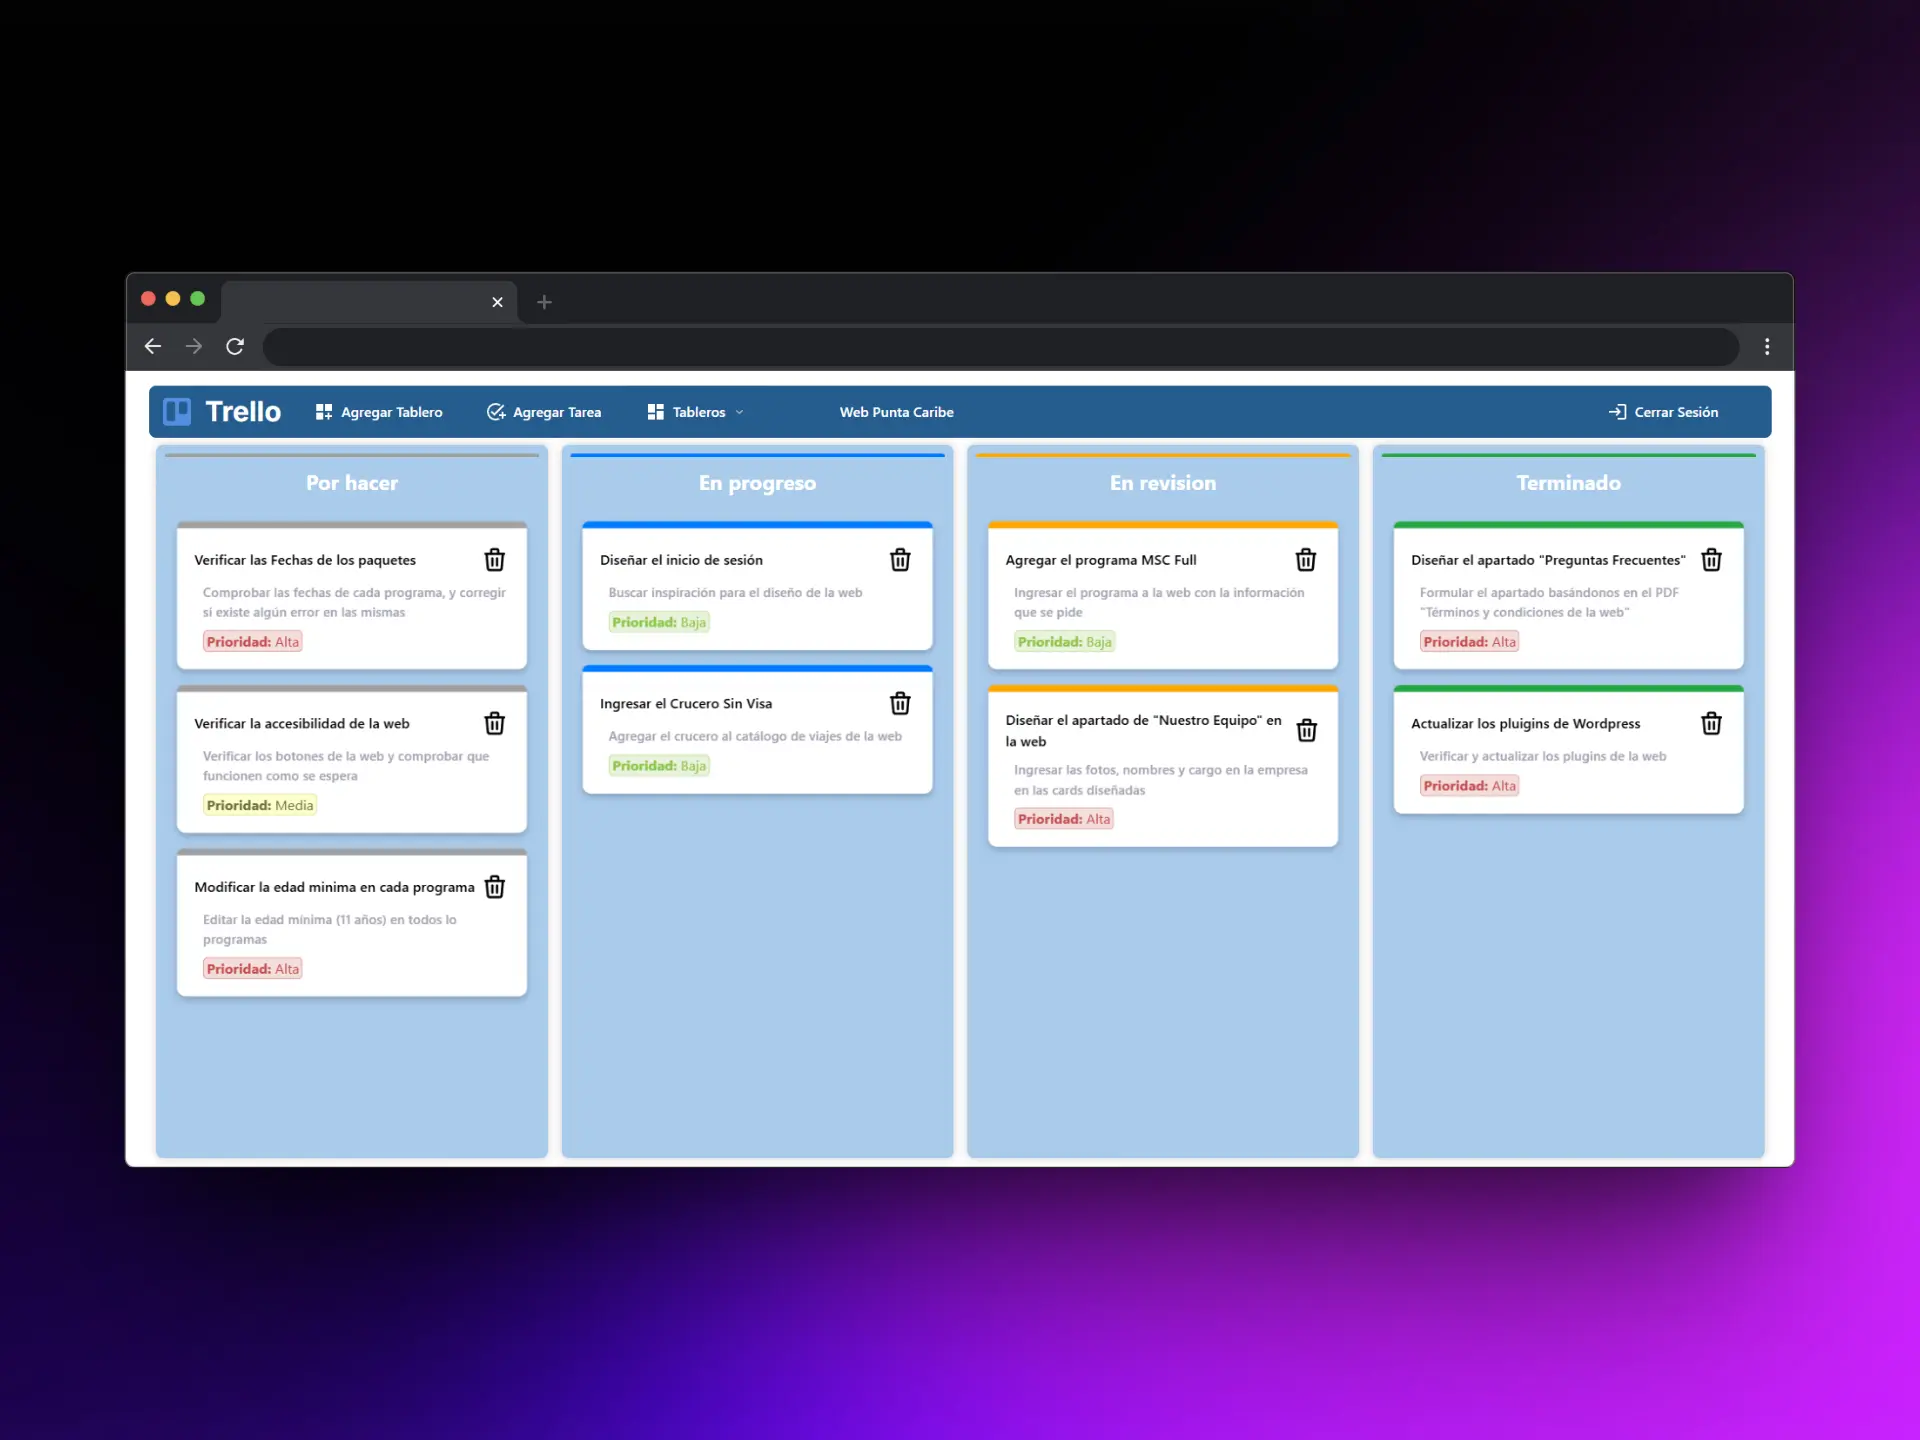 Trello
Agregar Tablero
Agregar Tarea
Tableros
Web Punta Caribe
Cerrar Sesión
Por hacer
Verificar las Fechas de los paquetes
Comprobar las fechas de cada programa, y corregir
si existe algún error en las mismas
Prioridad: Alta
Verificar la accesibilidad de la web
Verificar los botones de la web y comprobar que
funcionen como se espera
Prioridad: Media
Modificar la edad minima en cada programa
Editar la edad mínima (11 años) en todos lo
programas
Prioridad: Alta
En progreso
Diseñar el inicio de sesión
Buscar inspiración para el diseño de la web
Prioridad: Baja
Ingresar el Crucero Sin Visa
Agregar el crucero al catálogo de viajes de la web
Prioridad: Baja
En revision
Agregar el programa MSC Full
Ingresar el programa a la web con la información
que se pide
Prioridad: Baja
Diseñar el apartado de "Nuestro Equipo" en
la web
Ingresar las fotos, nombres y cargo en la empresa
en las cards diseñadas
Prioridad: Alta
Terminado
Diseñar el apartado "Preguntas Frecuentes"
Formular el apartado basándonos en el PDF
"Términos y condiciones de la web"
Prioridad: Alta
Actualizar los pluigins de Wordpress
Verificar y actualizar los plugins de la web
Prioridad: Alta